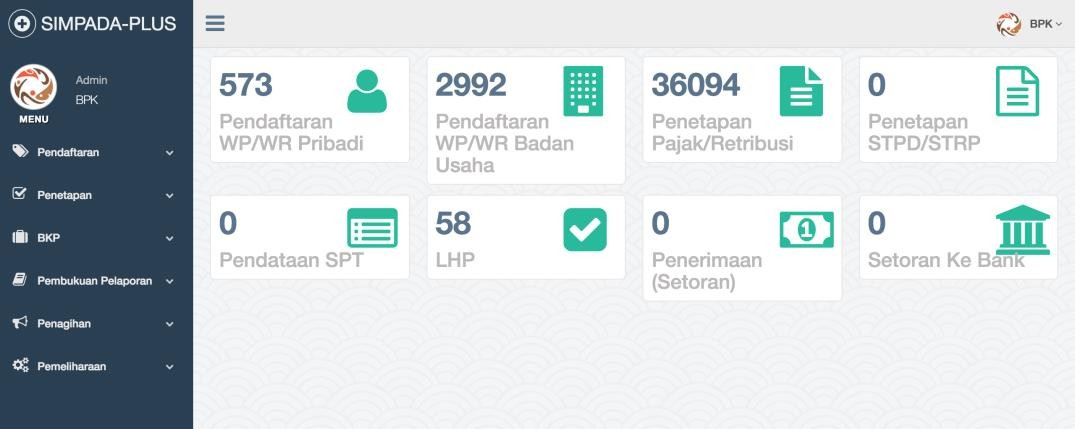 SIMPADA-PLUS
BPK
Admin
BPK
MENU
Pendaftaran
Penetapan
BKP
Pembukuan Pelaporan
Penagihan
Pemeliharaan
573
Pendaftaran
WP/WR Pribadi
2992
Pendaftaran
WP/WR Badan
Usaha
36094
Penetapan
Pajak/Retribusi
0
Penetapan
STPD/STRP
0
Pendataan SPT
58
LHP
0
Penerimaan
(Setoran)
1
0
Setoran Ke Bank